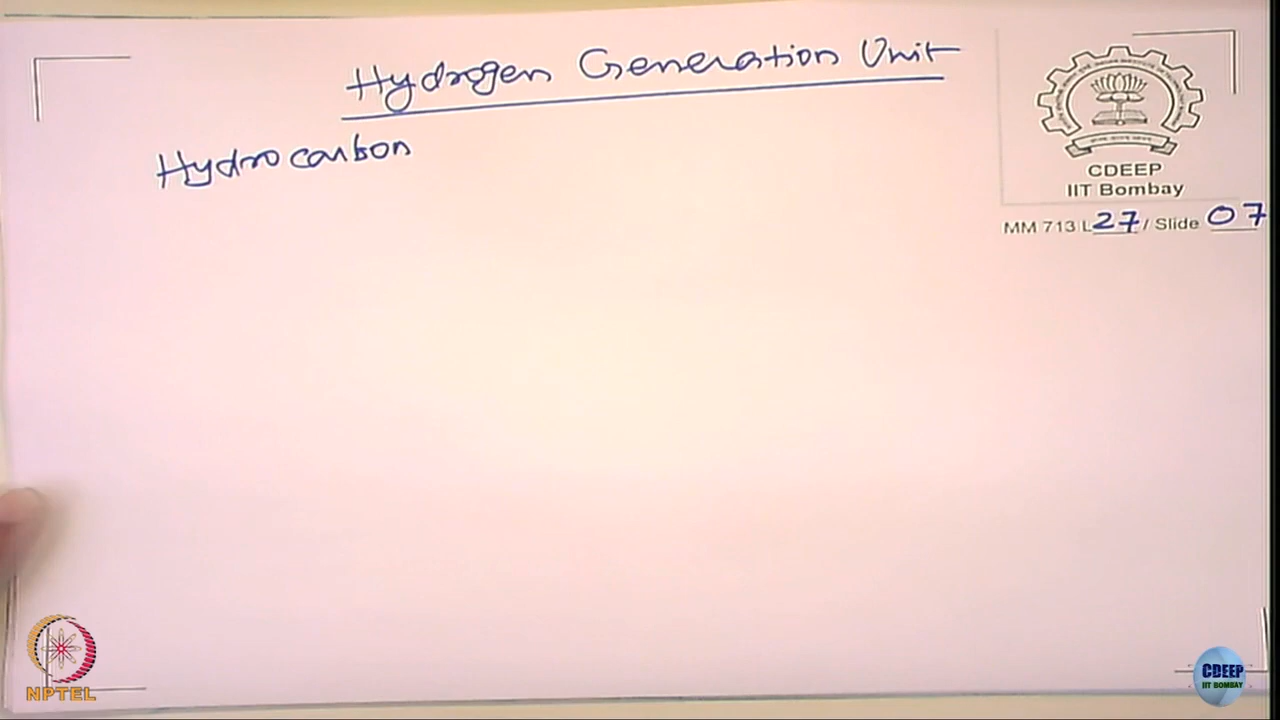 Hydrogen Generation Unit
Hydrocarbon
CDEEP
IIT Bombay
MM 713 L 27 / Slide 07
NPTEL
CDEEP
IIT BOMBAY